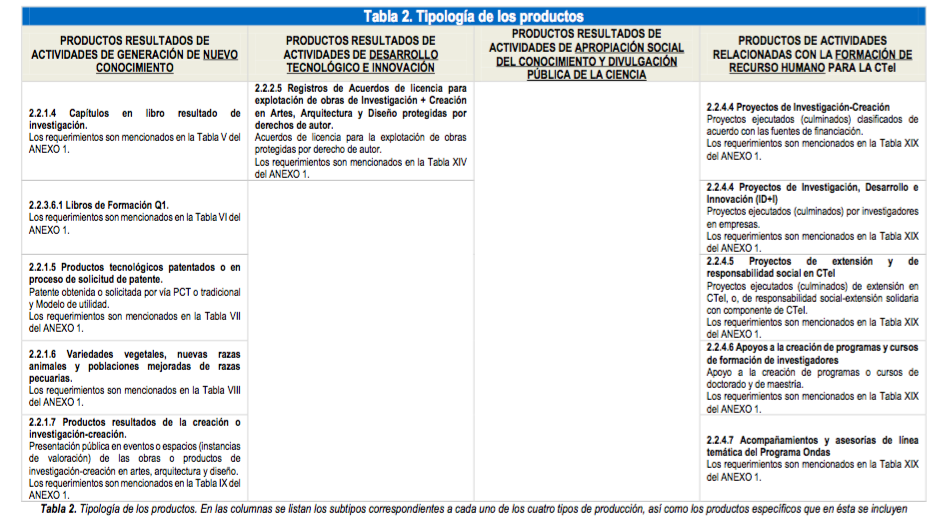 Tabla 2. Tipología de los productos
PRODUCTOS RESULTADOS DE
ACTIVIDADES DE GENERACIÓN DE NUEVO
CONOCIMIENTO
PRODUCTOS RESULTADOS DE
ACTIVIDADES DE DESARROLLO
TECNOLÓGICO E INNOVACIÓN
PRODUCTOS RESULTADOS DE
ACTIVIDADES DE APROPIACIÓN SOCIAL
DEL CONOCIMIENTO Y DIVULGACIÓN
PÚBLICA DE LA CIENCIA
PRODUCTOS DE ACTIVIDADES
RELACIONADAS CON LA FORMACIÓN DE
RECURSO HUMANO PARA LA CTeI
2.2.1.4 Capítulos en libro resultado de
investigación.
Los requerimientos son mencionados en la Tabla V del
ANEXO 1.
2.2.2.5 Registros de Acuerdos de licencia para
explotación de obras de Investigación + Creación
en Artes, Arquitectura y Diseño protegidas por
derechos de autor.
Acuerdos de licencia para la explotación de obras
protegidas por derecho de autor.
Los requerimientos son mencionados en la Tabla XIV
del ANEXO 1.
2.2.4.4 Proyectos de Investigación-Creación
Proyectos ejecutados (culminados) clasificados de
acuerdo con las fuentes de financiación.
Los requerimientos son mencionados en la Tabla XIX
del ANEXO 1.
2.2.3.6.1 Libros de Formación Q1.
Los requerimientos son mencionados en la Tabla VI del
ANEXO 1.
2.2.4.4 Proyectos de Investigación, Desarrollo e
Innovación (ID+I)
Proyectos ejecutados (culminados) por investigadores
en empresas.
Los requerimientos son mencionados en la Tabla XIX
del ANEXO 1.
2.2.1.5 Productos tecnológicos patentados o en
proceso de solicitud de patente.
Patente obtenida o solicitada por vía PCT o tradicional
y Modelo de utilidad.
Los requerimientos son mencionados en la Tabla VII
del ANEXO 1.
2.2.4.5 Proyectos de extensión y de
responsabilidad social en CTeI
Proyectos ejecutados (culminados) de extensión en
CTeI, o, de responsabilidad social-extensión solidaria
con componente de CTeI.
Los requerimientos son mencionados en la Tabla XIX
del ANEXO 1.
2.2.1.6 Variedades vegetales, nuevas razas
animales y poblaciones mejoradas de razas
pecuarias.
Los requerimientos son mencionados en la Tabla VIII
del ANEXO 1.
2.2.4.6 Apoyos a la creación de programas y cursos
de formación de investigadores
Apoyo a la creación de programas o cursos de
doctorado y de maestría.
Los requerimientos son mencionados en la Tabla XIX
del ANEXO 1.
2.2.1.7 Productos resultados de la creación o
investigación-creación.
Presentación pública en eventos o espacios (instancias
de valoración) de las obras o productos de
investigación-creación en artes, arquitectura y diseño.
Los requerimientos son mencionados en la Tabla IX del
ANEXO 1.
2.2.4.7 Acompañamientos y asesorías de línea
temática del Programa Ondas
Los requerimientos son mencionados en la Tabla XIX
del ANEXO 1.
Tabla 2. Tipología de los productos. En las columnas se listan los subtipos correspondientes a cada uno de los cuatro tipos de producción, así como los productos específicos que en ésta se incluyen